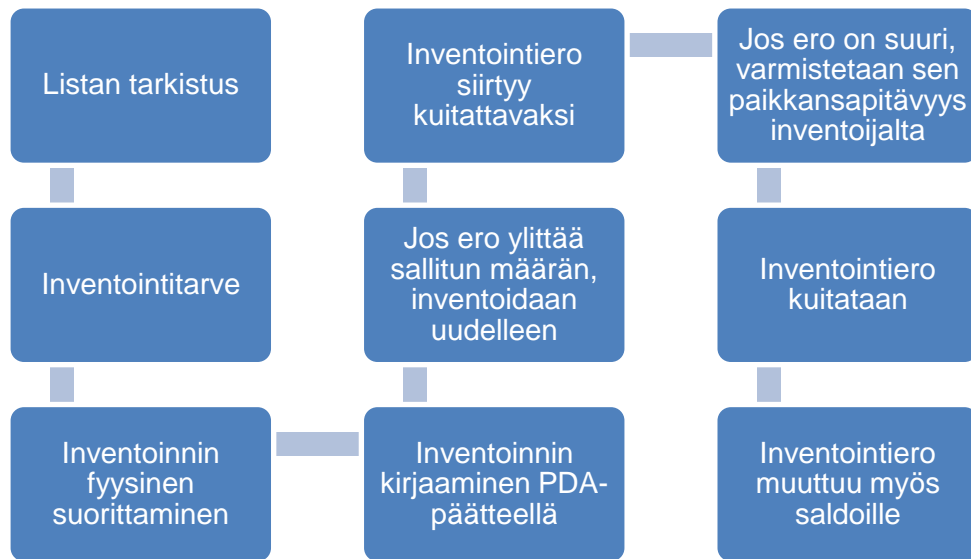 Listan tarkistus
Inventointitarve
Inventoinnin
fyysinen
suorittaminen
Inventoinnin
kirjaaminen PDA-
päätteellä
Jos ero ylittää
sallitun määrän,
inventoidaan
uudelleen
Inventointiero
siirtyy
kuitattavaksi
Jos ero on suuri,
varmistetaan sen
paikkansapitävyys
inventoijalta
Inventointiero
kuitataan
Inventointiero
muuttuu myös
saldoille